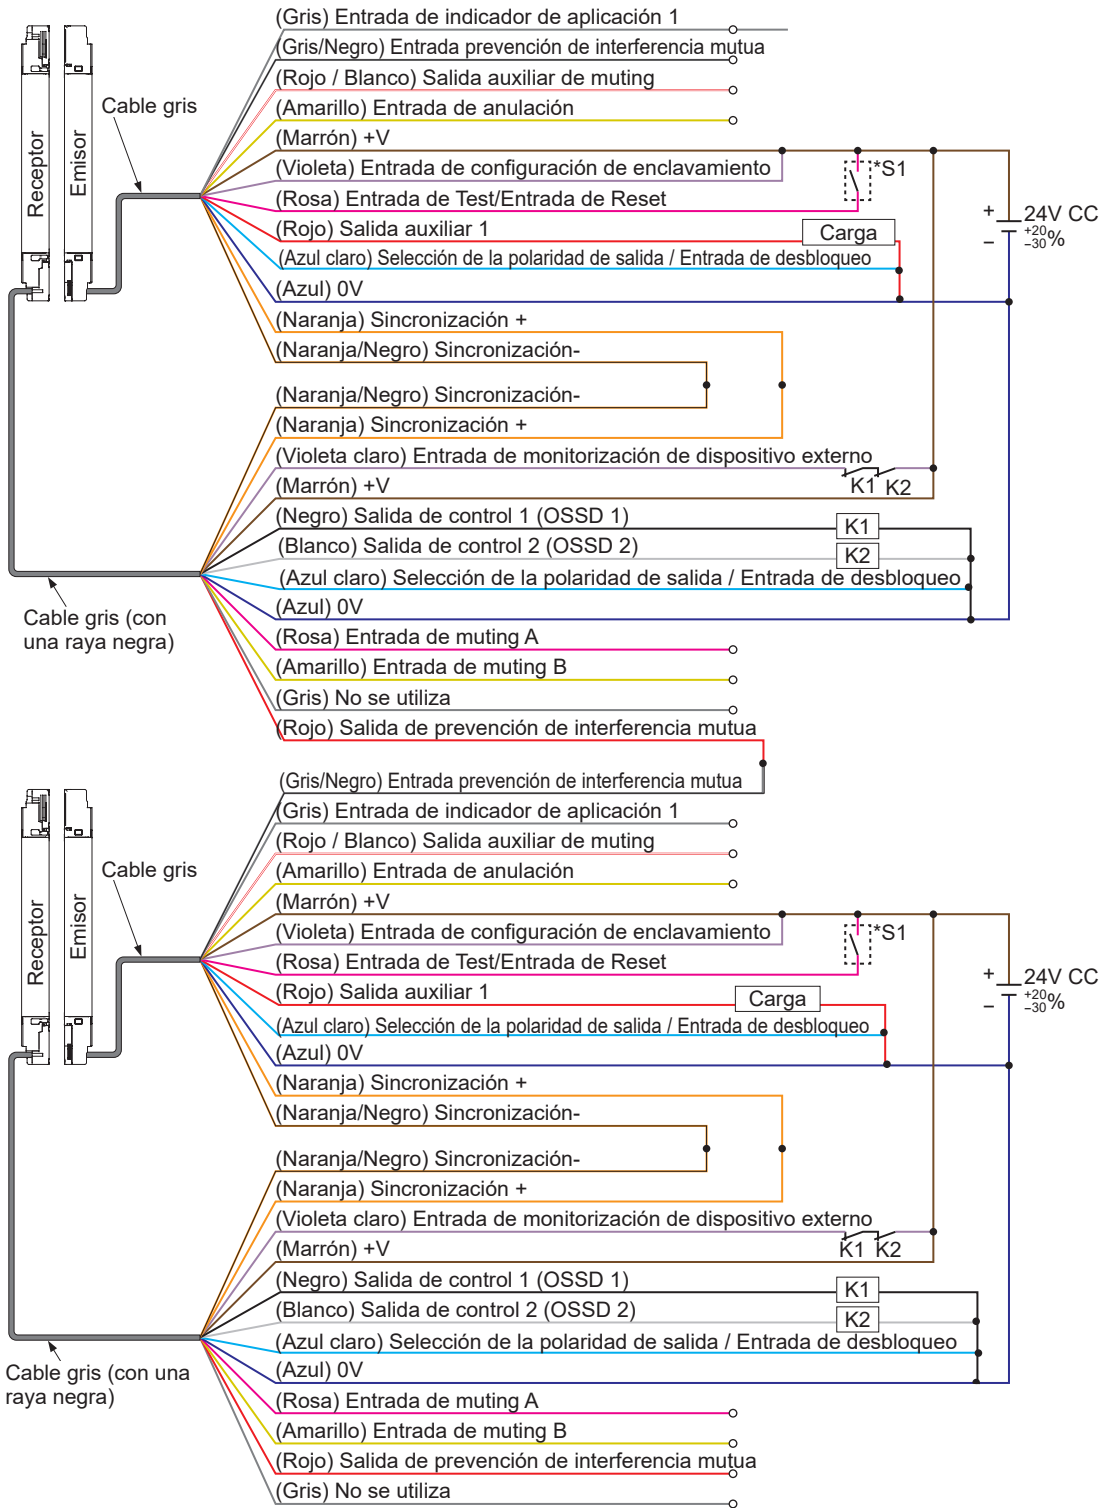 (Gris) Entrada de indicador de aplicación 1
(Gris/Negro) Entrada prevención de interferencia mutua
(Rojo / Blanco) Salida auxiliar de muting
(Amarillo) Entrada de anulación
(Marrón) +V
(Violeta) Entrada de configuración de enclavamiento
(Rosa) Entrada de Test/Entrada de Reset
(Rojo) Salida auxiliar 1
(Azul claro) Selección de la polaridad de salida / Entrada de desbloqueo
(Azul) 0V
(Naranja) Sincronización +
(Naranja/Negro) Sincronización-
Receptor
Emisor
Cable gris
*S1
Carga
+
24V CC
+20
–30 %
–
(Naranja/Negro) Sincronización-
(Naranja) Sincronización +
(Violeta claro) Entrada de monitorización de dispositivo externo
K1 K2
(Marrón) +V
(Negro) Salida de control 1 (OSSD 1)
K1
(Blanco) Salida de control 2 (OSSD 2)
K2
(Azul claro) Selección de la polaridad de salida / Entrada de desbloqueo
(Azul) 0V
(Rosa) Entrada de muting A
(Amarillo) Entrada de muting B
(Gris) No se utiliza
(Rojo) Salida de prevención de interferencia mutua
Cable gris (con
una raya negra)
(Gris/Negro) Entrada prevención de interferencia mutua
(Gris) Entrada de indicador de aplicación 1
(Rojo / Blanco) Salida auxiliar de muting
(Amarillo) Entrada de anulación
(Marrón) +V
(Violeta) Entrada de configuración de enclavamiento
(Rosa) Entrada de Test/Entrada de Reset
(Rojo) Salida auxiliar 1
(Azul claro) Selección de la polaridad de salida / Entrada de desbloqueo
(Azul) 0V
(Naranja) Sincronización +
(Naranja/Negro) Sincronización-
Receptor
Emisor
Cable gris
*S1
Carga
+
24V CC
+20
–30 %
–
(Naranja/Negro) Sincronización-
(Naranja) Sincronización +
(Violeta claro) Entrada de monitorización de dispositivo externo
K1 K2
(Marrón) +V
(Negro) Salida de control 1 (OSSD 1)
K1
(Blanco) Salida de control 2 (OSSD 2)
K2
(Azul claro) Selección de la polaridad de salida / Entrada de desbloqueo
(Azul) 0V
(Rosa) Entrada de muting A
(Amarillo) Entrada de muting B
(Rojo) Salida de prevención de interferencia mutua
(Gris) No se utiliza
Cable gris (con una
raya negra)